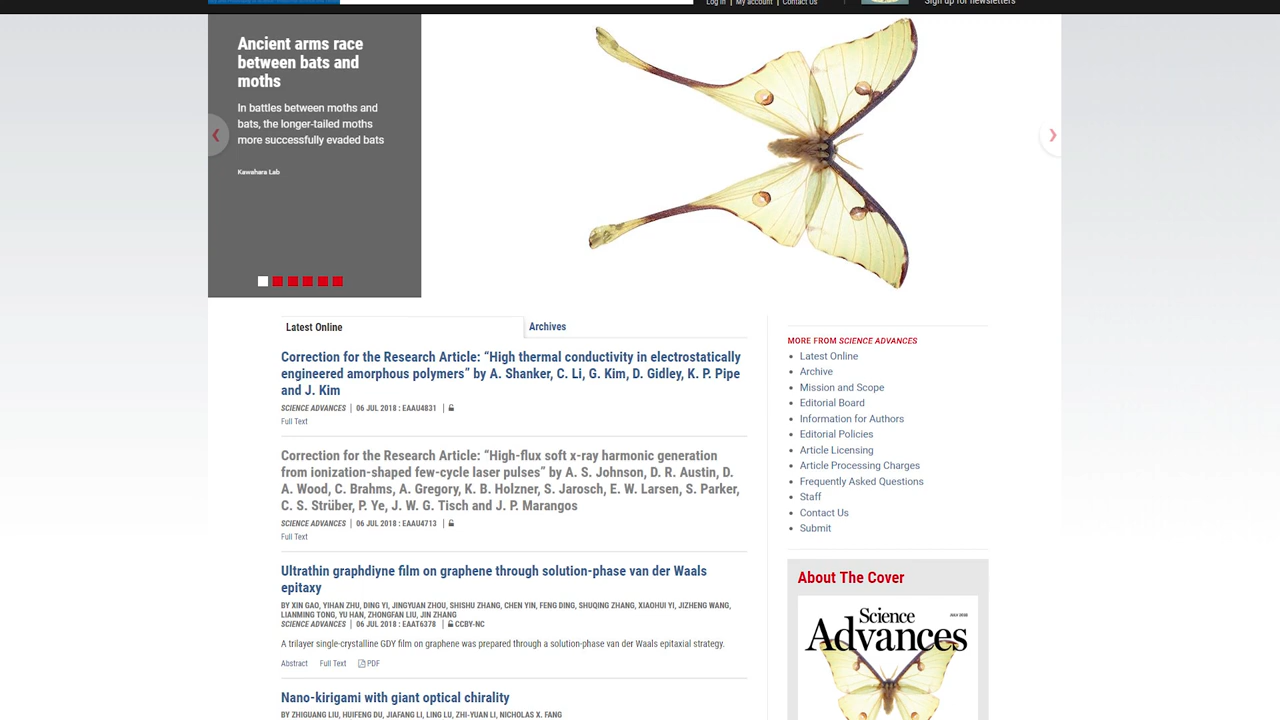 Log in | My account | Contact Us
Sign up for newsletters
Ancient arms race
between bats and
moths
In battles between moths and
bats, the longer-tailed moths
more successfully evaded bats
Kawahara Lab
Latest Online
Archives
Correction for the Research Article: “High thermal conductivity in electrostatically
engineered amorphous polymers” by A. Shanker, C. Li, G. Kim, D. Gidley, K. P. Pipe
and J. Kim
SCIENCE ADVANCES | 06 JUL 2018 : EAAU4831 |
Full Text
Correction for the Research Article: “High-flux soft x-ray harmonic generation
from ionization-shaped few-cycle laser pulses” by A. S. Johnson, D. R. Austin, D.
A. Wood, C. Brahms, A. Gregory, K. B. Holzner, S. Jarosch, E. W. Larsen, S. Parker,
C. S. Strüber, P. Ye, J. W. G. Tisch and J. P. Marangos
SCIENCE ADVANCES | 06 JUL 2018 : EAAU4713 |
Full Text
Ultrathin graphdiyne film on graphene through solution-phase van der Waals
epitaxy
BY XIN GAO, YIHAN ZHU, DING YI, JINGYUAN ZHOU, SHISHU ZHANG, CHEN YIN, FENG DING, SHUQING ZHANG, XIAOHUI YI, JIZHENG WANG,
LIANMING TONG, YU HAN, ZHONGFAN LIU, JIN ZHANG
SCIENCE ADVANCES | 06 JUL 2018 : EAAT6378 | CCBY-NC
A trilayer single-crystalline GDY film on graphene was prepared through a solution-phase van der Waals epitaxial strategy.
Abstract Full Text PDF
Nano-kirigami with giant optical chirality
BY ZHIGUANG LIU, HUIFENG DU, JIAFANG LI, LING LU, ZHI-YUAN LI, NICHOLAS X. FANG
MORE FROM SCIENCE ADVANCES
Latest Online
Archive
Mission and Scope
Editorial Board
Information for Authors
Editorial Policies
Article Licensing
Article Processing Charges
Frequently Asked Questions
Staff
Contact Us
Submit
About The Cover
Science
Advances